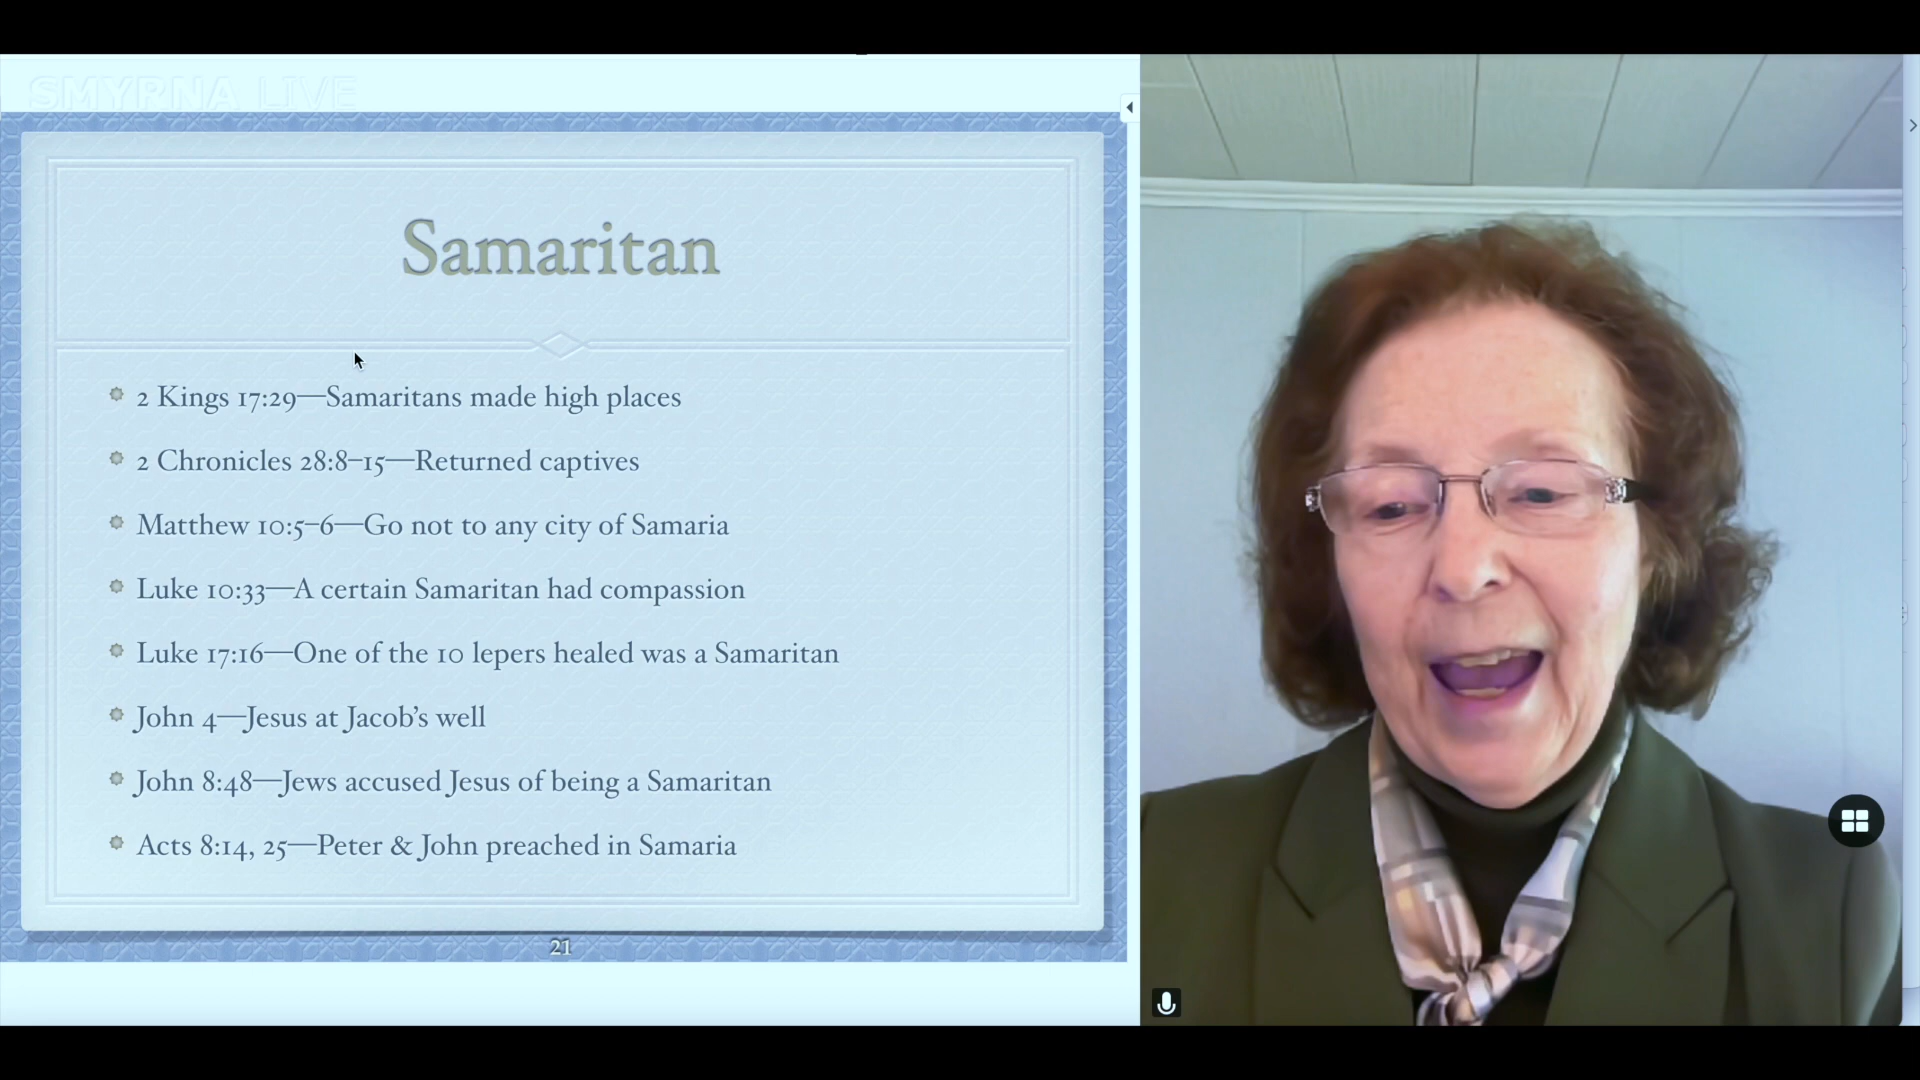 SMYRNA LIVE
Samaritan
2 Kings 17:29—Samaritans made high places
2 Chronicles 28:8–15—Returned captives
Matthew 10:5–6—Go not to any city of Samaria
Luke 10:33—A certain Samaritan had compassion
Luke 17:16—One of the 10 lepers healed was a Samaritan
John 4—Jesus at Jacob’s well
John 8:48—Jews accused Jesus of being a Samaritan
Acts 8:14, 25—Peter & John preached in Samaria
21